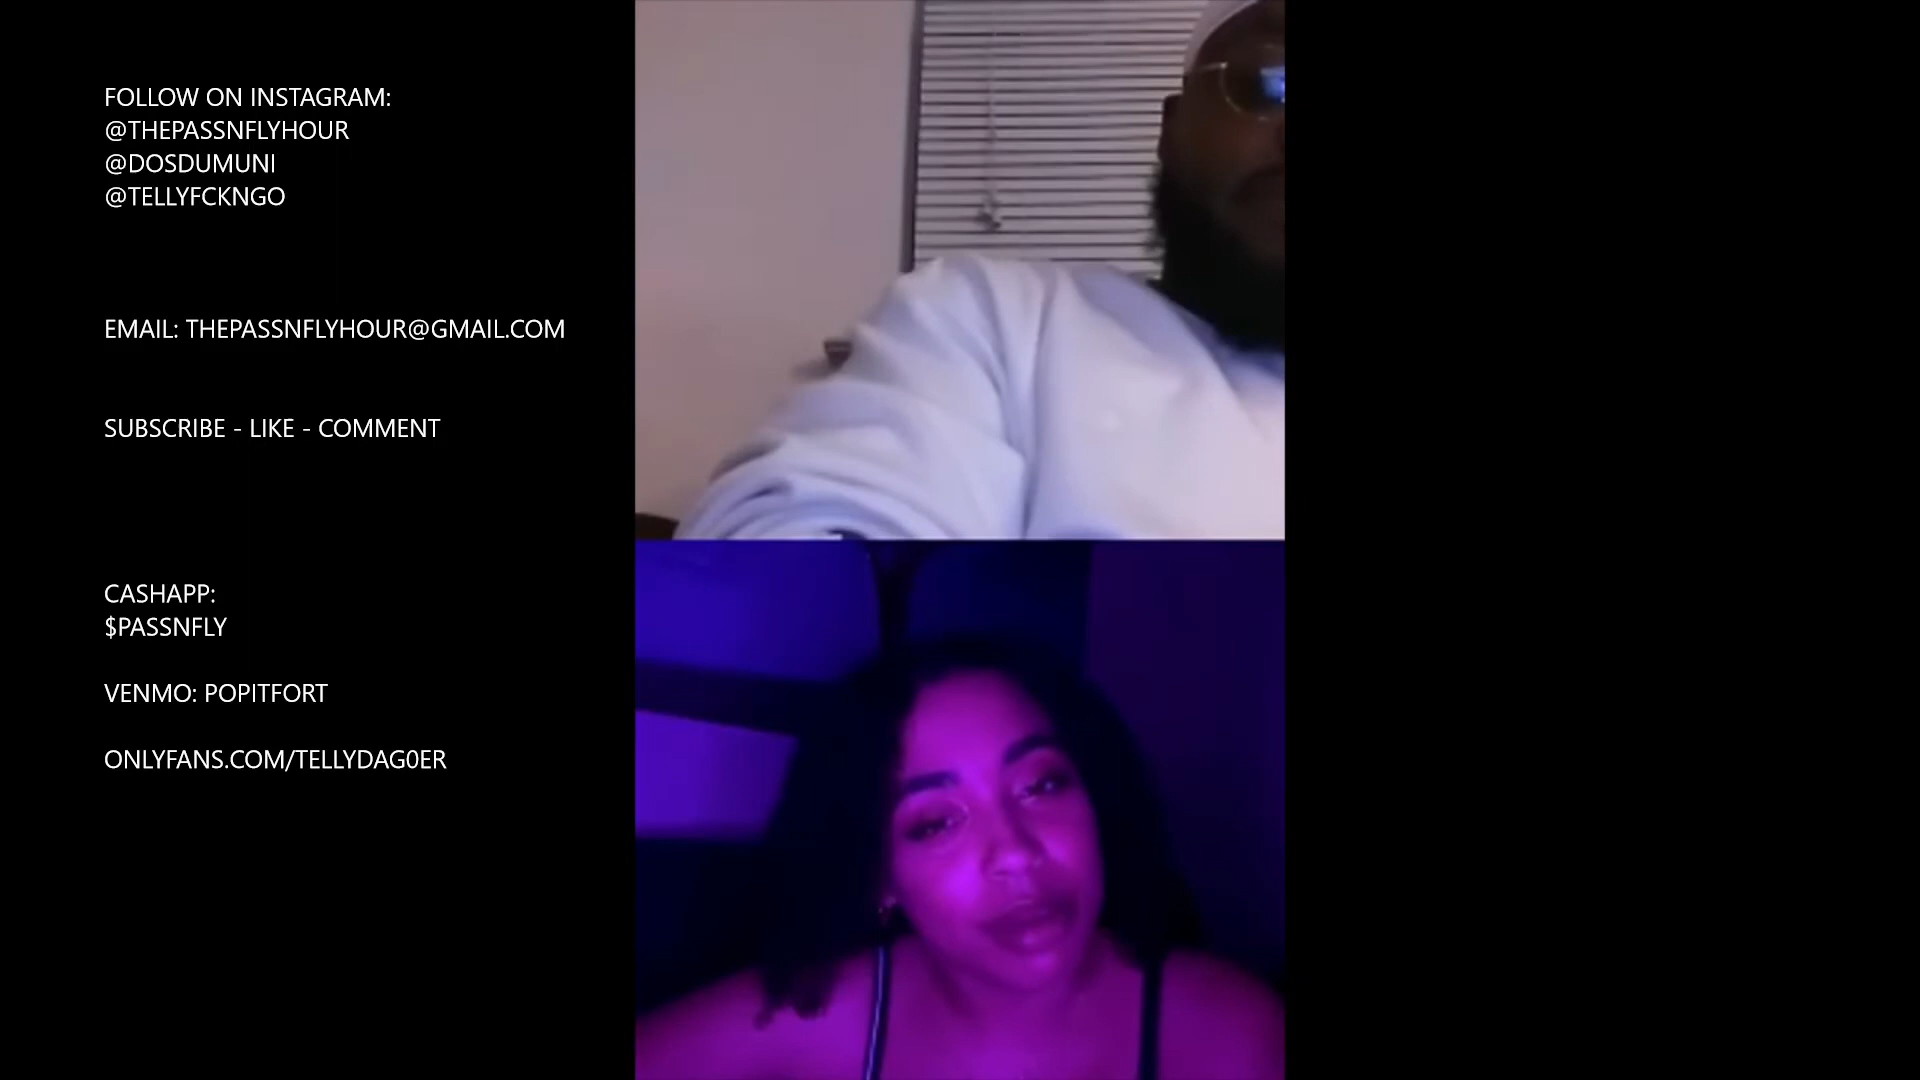 FOLLOW ON INSTAGRAM:
@THEPASSNFLYHOUR
@DOSDUMUNI
@TELLYFCKNGO
EMAIL: THEPASSNFLYHOUR@GMAIL.COM
SUBSCRIBE - LIKE - COMMENT
CASHAPP:
$PASSNFLY
VENMO: POPITFORT
ONLYFANS.COM/TELLYDAG0ER